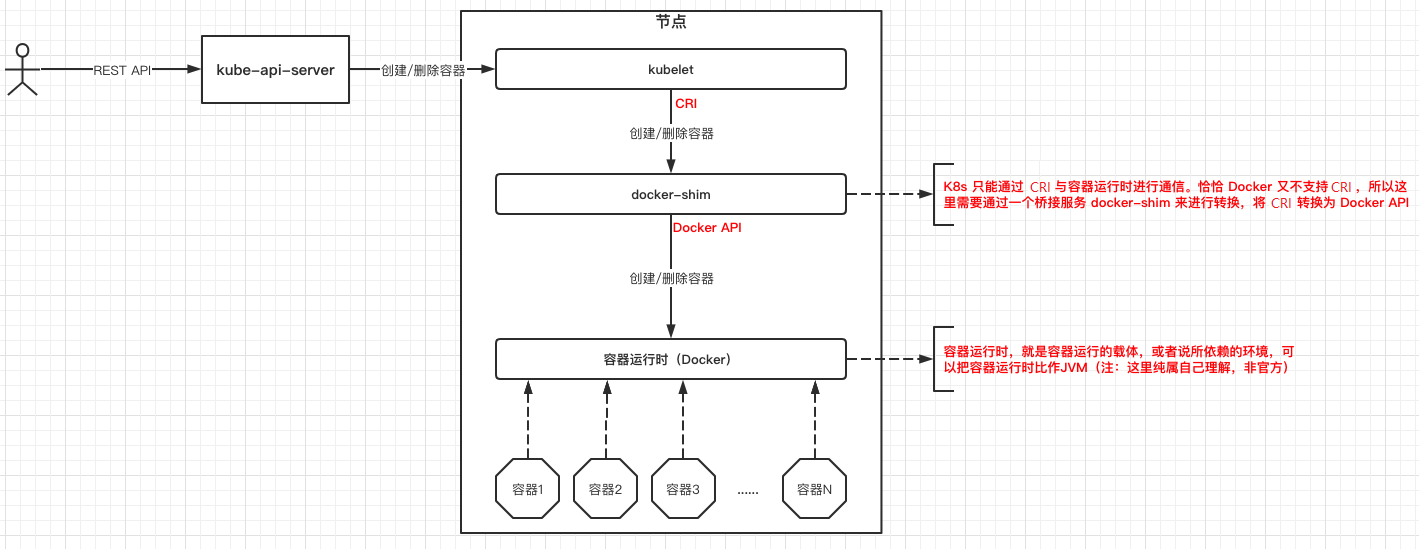 节点
REST API
kube-api-server
创建/删除容器
kubelet
CRI
创建/删除容器
docker-shim
K8s 只能通过 CRI 与容器运行时进行通信。恰恰 Docker 又不支持 CRI ，所以这
里需要通过一个桥接服务 docker-shim 来进行转换，将 CRI 转换为 Docker API
Docker API
创建/删除容器
容器运行时（Docker）
容器运行时，就是容器运行的载体，或者说所依赖的环境，可
以把容器运行时比作JVM（注：这里纯属自己理解，非官方）
容器1
容器2
容器3
......
容器N